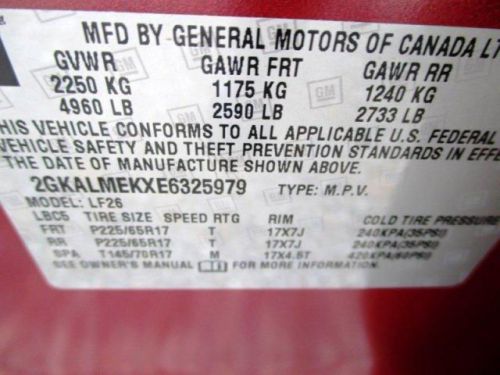 MFD BY GENERAL MOTORS OF CANADA LT
GVWR GAWR FRT GAWR RR
2250 KG 1175 KG 1240 KG
4960 LB 2590 LB 2733 LB
HIS VEHICLE CONFORMS TO ALL APPLICABLE U.S. FEDERAL
VEHICLE SAFETY AND THEFT PREVENTION STANDARDS IN EFFE
THE DATE OF MANUFACTURE SHOWN ABOVE.
2GKALMEKXE6325979 TYPE: M.P.V.
MODEL: LF26
LBC5 TIRE SIZE SPEED RTG RIM COLD TIRE PRESSURE
FRT P225/65R17 T 17X7J 240KPA(35PSI)
RR P225/65R17 T 17X7J 240KPA(35PSI)
SPA T145/70R17 M 17X4.5T 420KPA(60PSI)
SEE OWNER'S MANUAL FOR MORE INFORMATION.